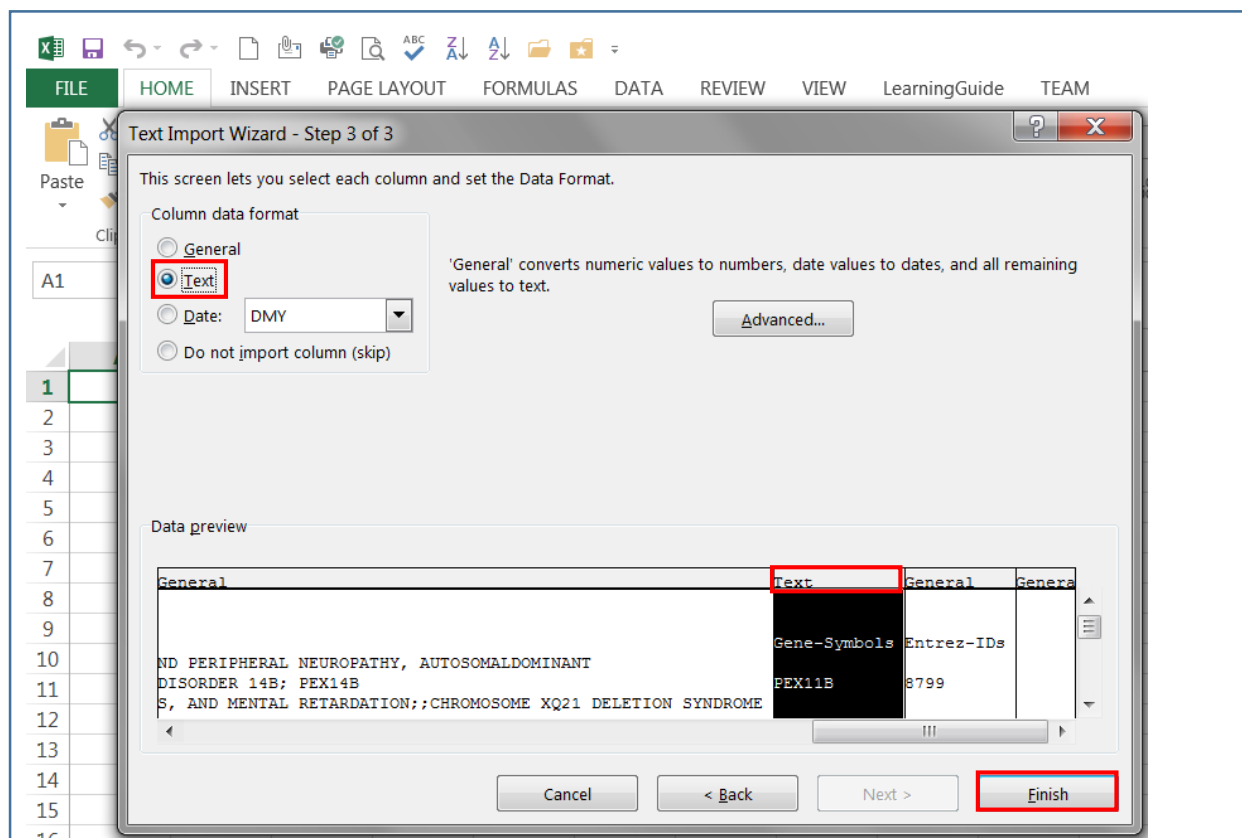 ABC
Z A
A Z
FILE HOME INSERT PAGE LAYOUT FORMULAS DATA REVIEW VIEW LearningGuide TEAM
Text Import Wizard - Step 3 of 3
? X
This screen lets you select each column and set the Data Format.
Paste
Column data format
General
Text
Date: DMY
Do not import column (skip)
'General' converts numeric values to numbers, date values to dates, and all remaining
values to text.
Advanced...
A1
1
2
3
4
5
6
7
8
9
10
11
12
13
14
15
Data preview
General Text General Genera
Gene-Symbols Entrez-IDs
ND PERIPHERAL NEUROPATHY, AUTOSOMALDOMINANT
DISORDER 14B; PEX14B PEX11B 8799
S, AND MENTAL RETARDATION;;CHROMOSOME XQ21 DELETION SYNDROME
Cancel < Back Next > Finish